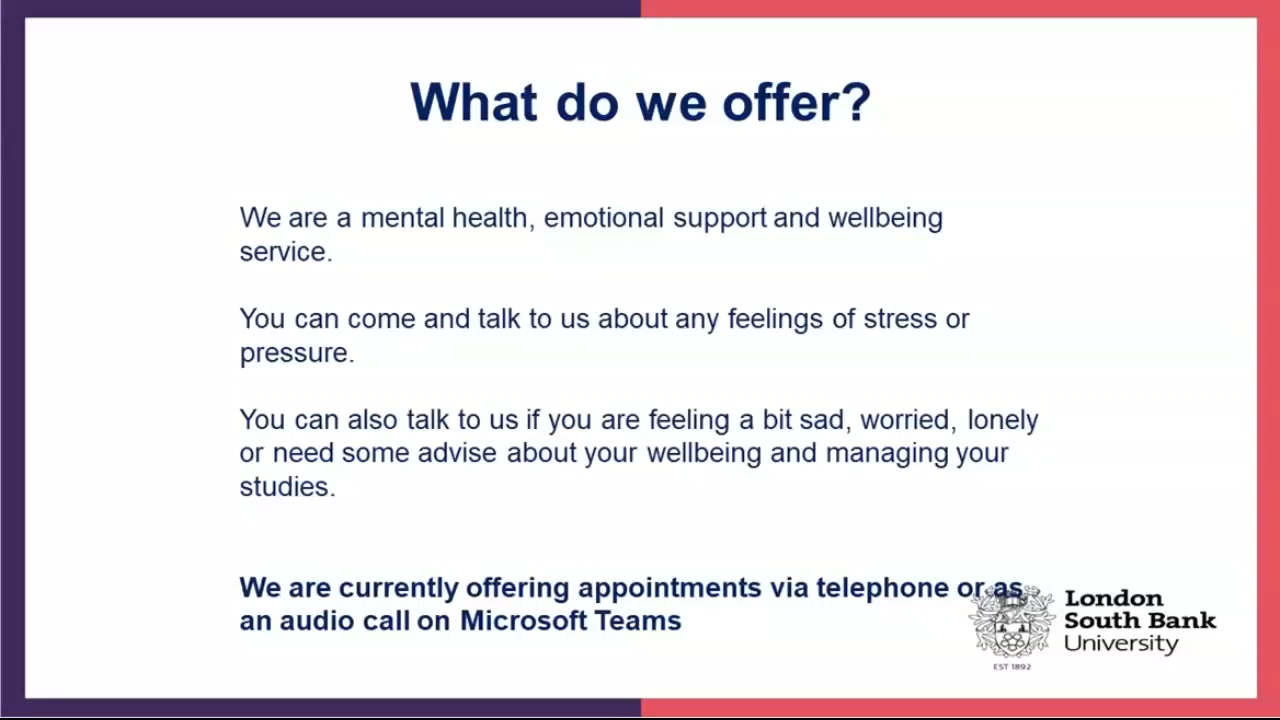 What do we offer?
We are a mental health, emotional support and wellbeing
service.
You can come and talk to us about any feelings of stress or
pressure.
You can also talk to us if you are feeling a bit sad, worried, lonely
or need some advise about your wellbeing and managing your
studies.
We are currently offering appointments via telephone or as
an audio call on Microsoft Teams
London
South Bank
University
EST 1892